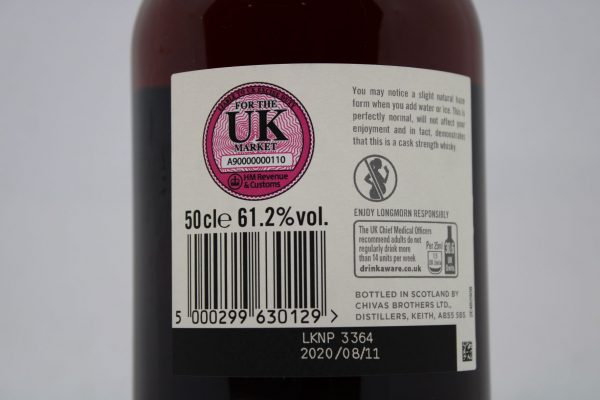 FOR THE
UK
MARKET
A90000000110
HM Revenue
& Customs
You may notice a slight natural haze
form when you add water or ice. This is
perfectly normal, will not affect your
enjoyment and in fact, demonstrates
that this is a cask strength whisky.
50cl℮ 61.2%vol.
ENJOY LONGMORN RESPONSIBLY
The UK Chief Medical Officers
recommend adults do not
regularly drink more
than 14 units per week
drinkaware.co.uk
Per 25ml
UK Units
BOTTLED IN SCOTLAND BY
CHIVAS BROTHERS LTD.,
DISTILLERS, KEITH, AB55 5BS
5 000299 630129 >
LKNP 3364
2020/08/11